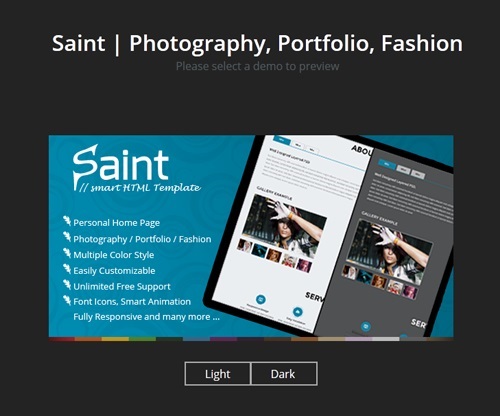 Saint | Photography, Portfolio, Fashion
Please select a demo to preview
Saint
// smart HTML Template
Personal Home Page
Photography / Portfolio / Fashion
Multiple Color Style
Easily Customizable
Unlimited Free Support
Font Icons, Smart Animation
Fully Responsive and many more ...
ABOU
GALLERY EXAMPLE
SERV
GALLERY EXAMPLE
SER
Light
Dark